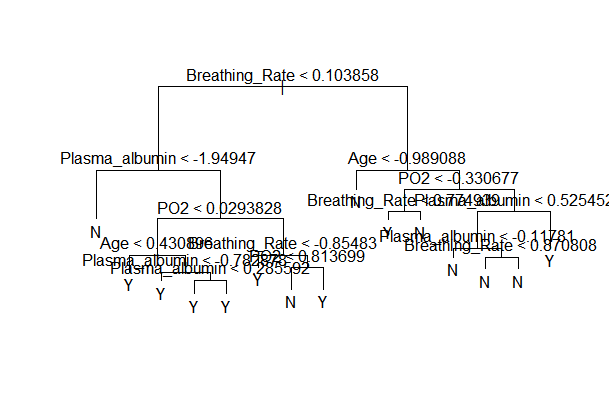 Breathing_Rate < 0.103858
Plasma_albumin < -1.94947
Age < -0.989088
PO2 < -0.330677
N
Breathing_Rate < 0.774939
Plasma_albumin < 0.525452
PO2 < 0.0293828
N
Y
N
Plasma_albumin < -0.11781
Age < 0.430896
Breathing_Rate < -0.85483
Breathing_Rate < 0.870808
PO2 < 0.813699
Plasma_albumin < -0.782878
Y
Plasma_albumin < 0.285592
N
Y
Y
N
N
Y
N
Y
Y
Y